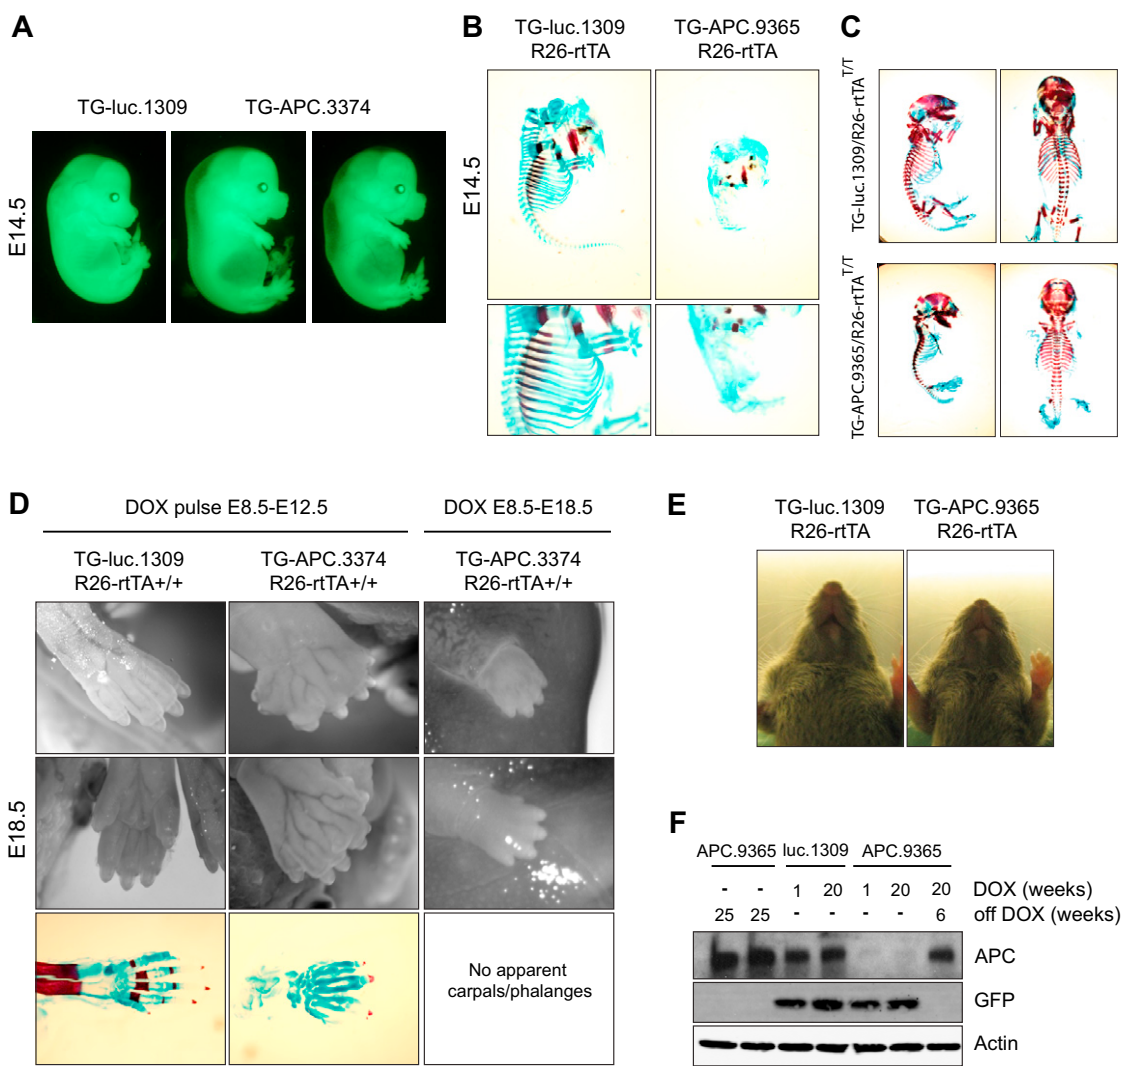 A
TG-luc.1309
TG-APC.3374
E14.5
B
TG-luc.1309
R26-rtTA
TG-APC.9365
R26-rtTA
E14.5
C
TG-luc.1309/R26-rtTA T/T
TG-APC.9365/R26-rtTA T/T
D
DOX pulse E8.5-E12.5
DOX E8.5-E18.5
TG-luc.1309
R26-rtTA+/+
TG-APC.3374
R26-rtTA+/+
TG-APC.3374
R26-rtTA+/+
E18.5
No apparent
carpals/phalanges
E
TG-luc.1309
R26-rtTA
TG-APC.9365
R26-rtTA
F
APC.9365 luc.1309 APC.9365
- - 1 20 1 20 20 DOX (weeks)
25 25 - - - - 6 off DOX (weeks)
APC
GFP
Actin